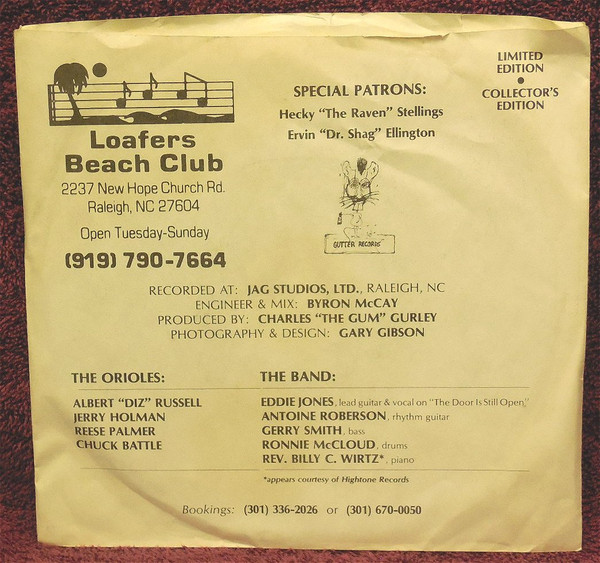 Loafers
Beach Club
2237 New Hope Church Rd.
Raleigh, NC 27604
Open Tuesday-Sunday
(919) 790-7664
SPECIAL PATRONS:
Hecky "The Raven" Stellings
Ervin "Dr. Shag" Ellington
LIMITED
EDITION
•
COLLECTOR'S
EDITION
GUTTER RECORDS
RECORDED AT: JAG STUDIOS, LTD., RALEIGH, NC
ENGINEER & MIX: BYRON McCAY
PRODUCED BY: CHARLES "THE GUM" GURLEY
PHOTOGRAPHY & DESIGN: GARY GIBSON
THE ORIOLES:
ALBERT "DIZ" RUSSELL
JERRY HOLMAN
REESE PALMER
CHUCK BATTLE
THE BAND:
EDDIE JONES, lead guitar & vocal on "The Door Is Still Open"
ANTOINE ROBERSON, rhythm guitar
GERRY SMITH, bass
RONNIE McCLOUD, drums
REV. BILLY C. WIRTZ*, piano
*appears courtesy of Hightone Records
Bookings: (301) 336-2026 or (301) 670-0050